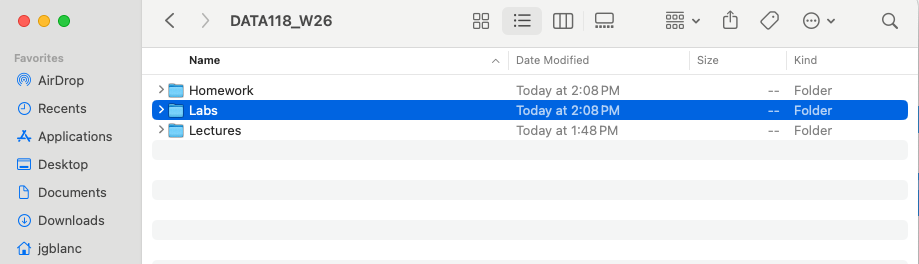 DATA118_W26
Favorites
AirDrop
Recents
Applications
Desktop
Documents
Downloads
jgblanc
Name Date Modified Size Kind
Homework Today at 2:08 PM -- Folder
Labs Today at 2:08 PM -- Folder
Lectures Today at 1:48 PM -- Folder